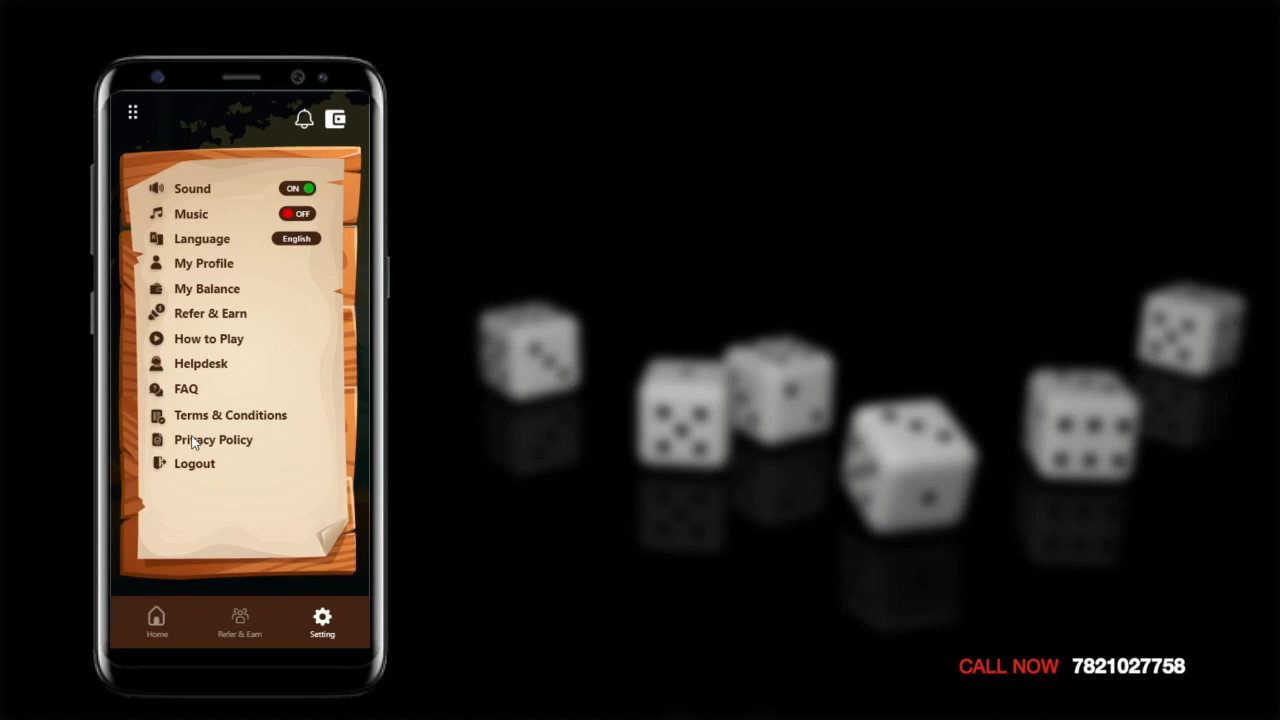 Sound ON
Music OFF
Language English
My Profile
My Balance
Refer & Earn
How to Play
Helpdesk
FAQ
Terms & Conditions
Privacy Policy
Logout
Home Refer & Earn Setting
CALL NOW 7821027758